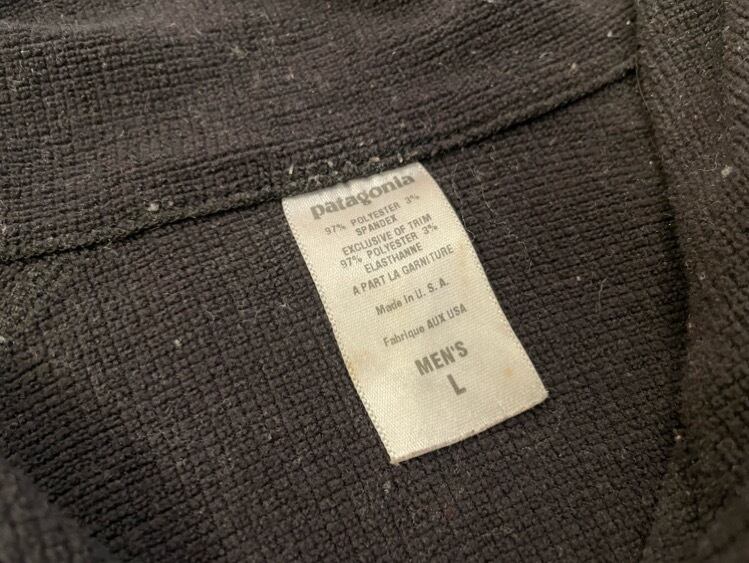 patagonia
97% POLYESTER 3%
SPANDEX
EXCLUSIVE OF TRIM
97% POLYESTER 3%
ELASTHANNE
A PART LA GARNITURE
Made in U. S. A.
Fabrique AUX USA
MEN'S
L